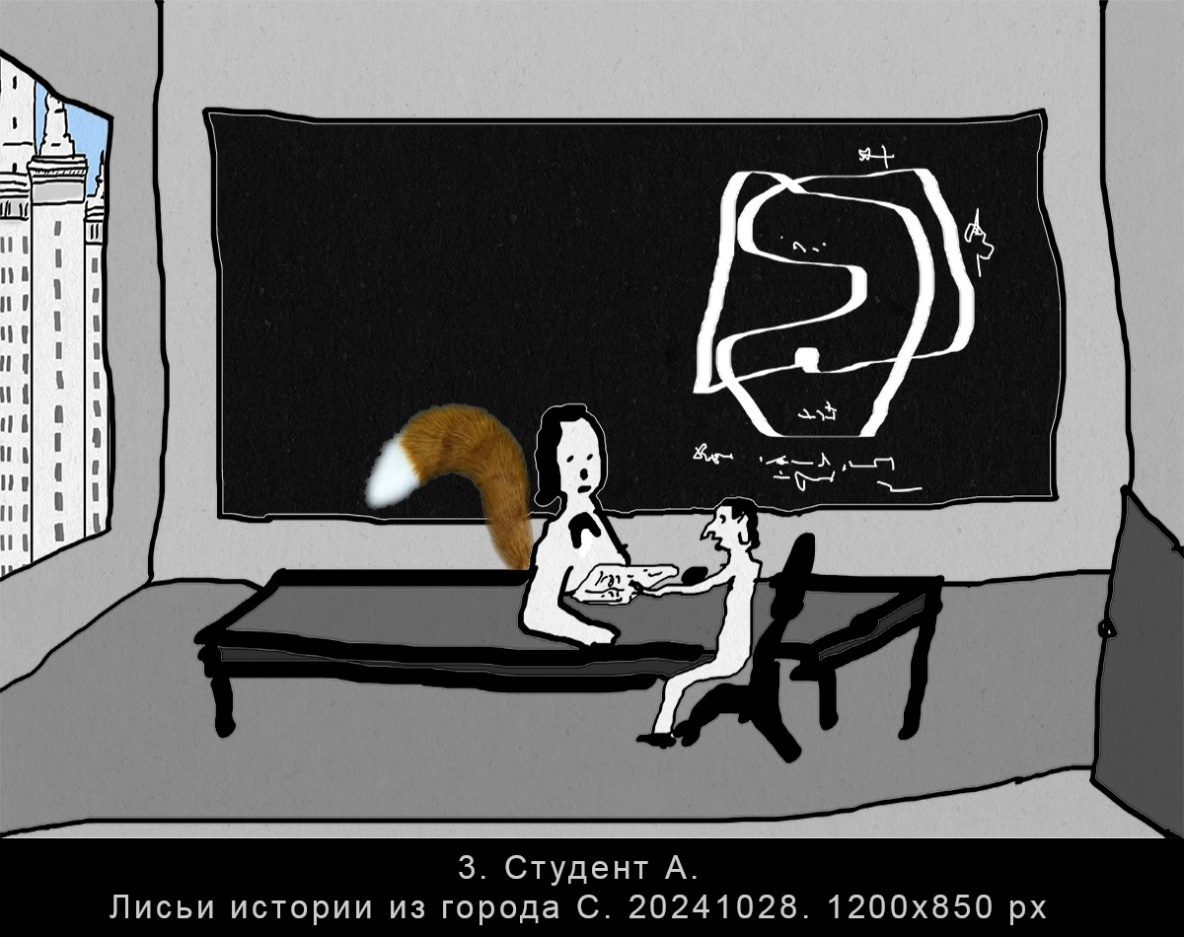 3. Студент А.
Лисьи истории из города С. 20241028. 1200x850 px